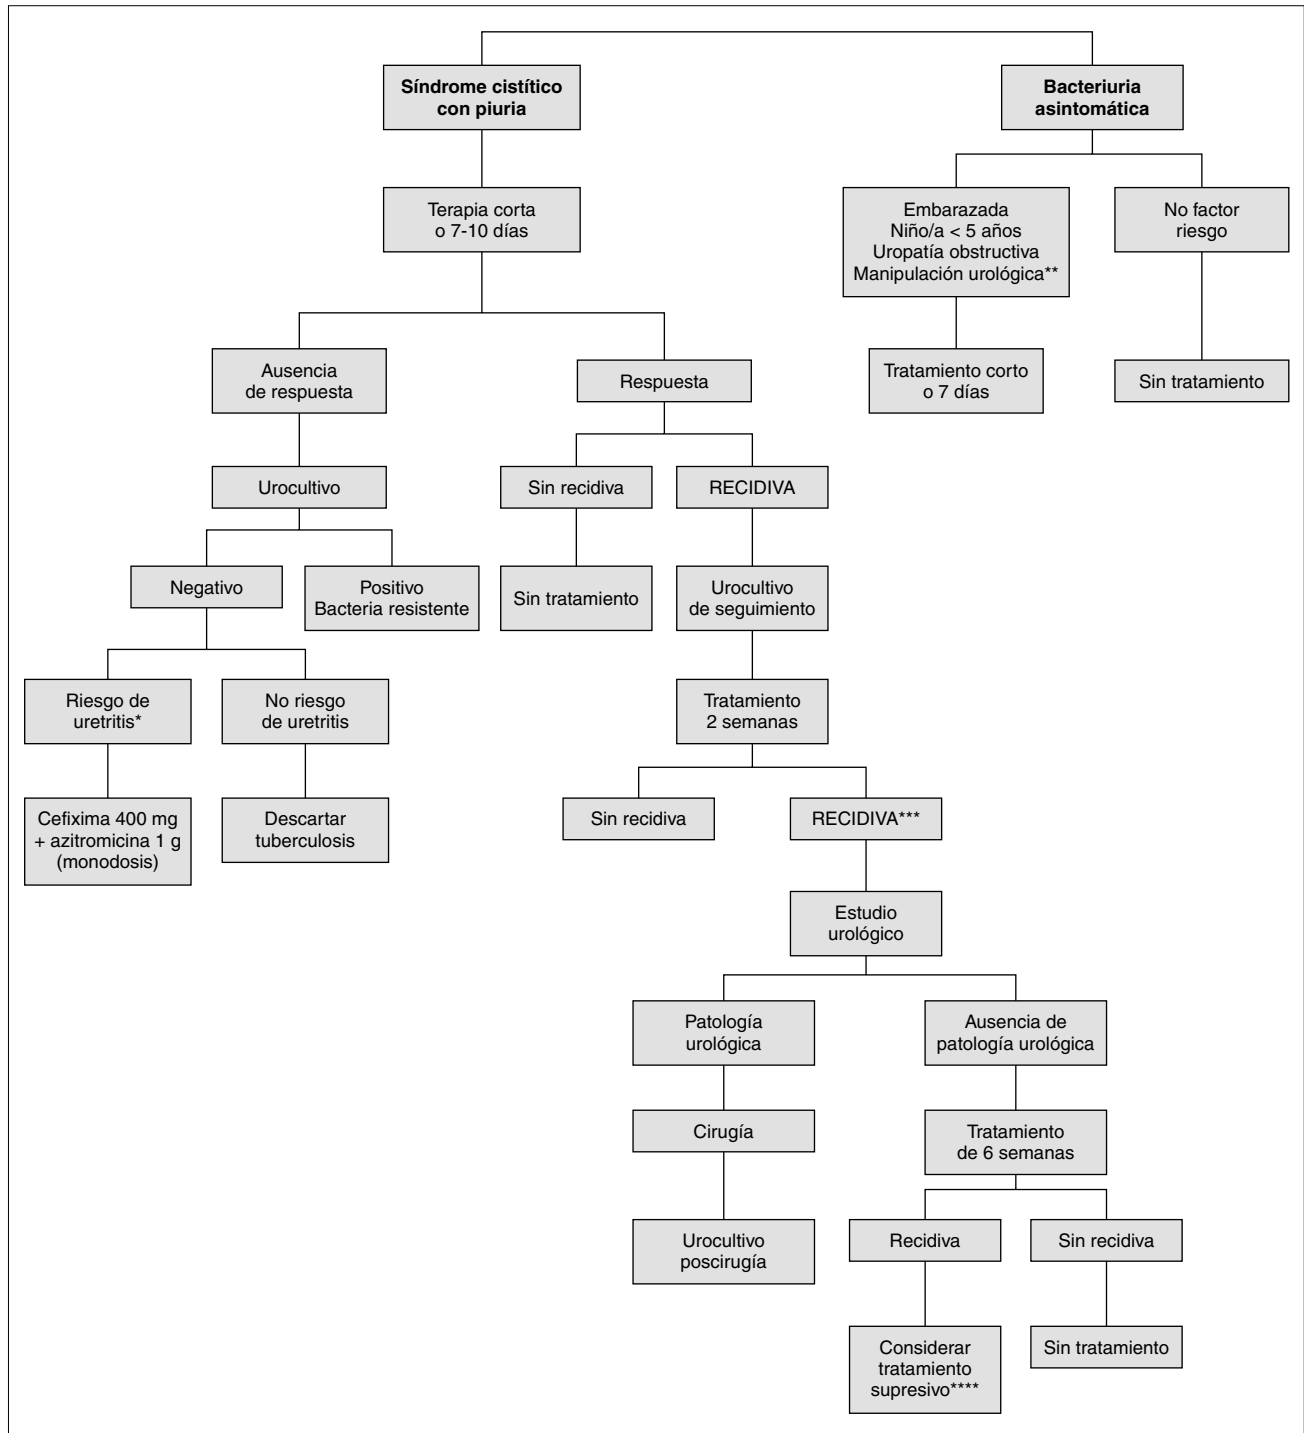 Síndrome cistítico
con piuria
Bacteriuria
asintomática
Terapia corta
o 7-10 días
Embarazada
Niño/a < 5 años
Uropatía obstructiva
Manipulación urológica**
No factor
riesgo
Ausencia
de respuesta
Respuesta
Tratamiento corto
o 7 días
Sin tratamiento
Urocultivo
Sin recidiva
RECIDIVA
Negativo
Positivo
Bacteria resistente
Sin tratamiento
Urocultivo
de seguimiento
Riesgo de
uretritis*
No riesgo
de uretritis
Tratamiento
2 semanas
Cefixima 400 mg
+ azitromicina 1 g
(monodosis)
Descartar
tuberculosis
Sin recidiva
RECIDIVA***
Estudio
urológico
Patología
urológica
Ausencia de
patología urológica
Cirugía
Tratamiento
de 6 semanas
Urocultivo
poscirugía
Recidiva
Sin recidiva
Considerar
tratamiento
supresivo****
Sin tratamiento